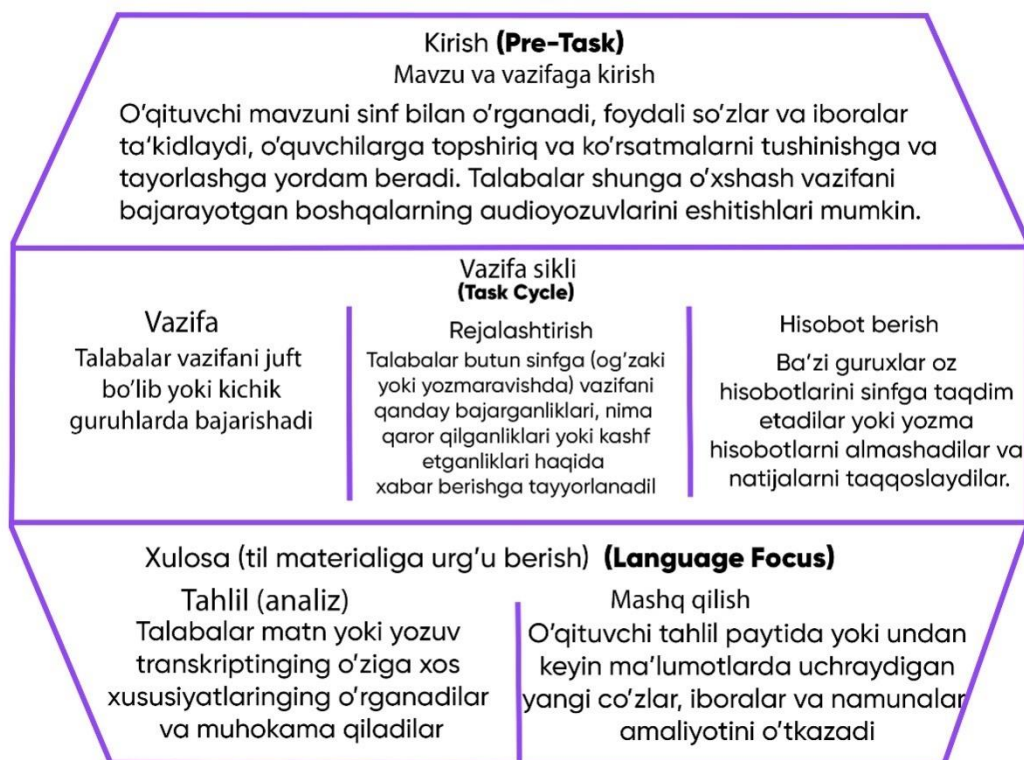 Kirish (Pre-Task)
Mavzu va vazifaga kirish
O'qituvchi mavzuni sinf bilan o'rganadi, foydali so'zlar va iboralar
ta'kidlaydi, o'quvchilarga topshiriq va ko'rsatmalarni tushinishga va
tayorlashga yordam beradi. Talabalar shunga o'xshash vazifani
bajarayotgan boshqalarning audioyozuvlarini eshitishlari mumkin.
Vazifa sikli
(Task Cycle)
Vazifa
Talabalar vazifani juft
bo'lib yoki kichik
guruhlarda bajarishadi
Rejalashtirish
Talabalar butun sinfga (og'zaki
yoki yozmaravishda) vazifani
qanday bajarganliklari, nima
qaror qilganliklari yoki kashf
etganliklari haqida
xabar berishga tayyorlanadil
Hisobot berish
Ba'zi guruxlar oz
hisobotlarini sinfga taqdim
etadilar yoki yozma
hisobotlarni almashadilar va
natijalarni taqqoslaydilar.
Xulosa (til materialiga urg'u berish) (Language Focus)
Tahlil (analiz)
Talabalar matn yoki yozuv
transkriptinging o'ziga xos
xususiyatlaringing o'rganadilar
va muhokama qiladilar
Mashq qilish
O'qituvchi tahlil paytida yoki undan
keyin ma'lumotlarda uchraydigan
yangi co'zlar, iboralar va namunalar
amaliyotini o'tkazadi